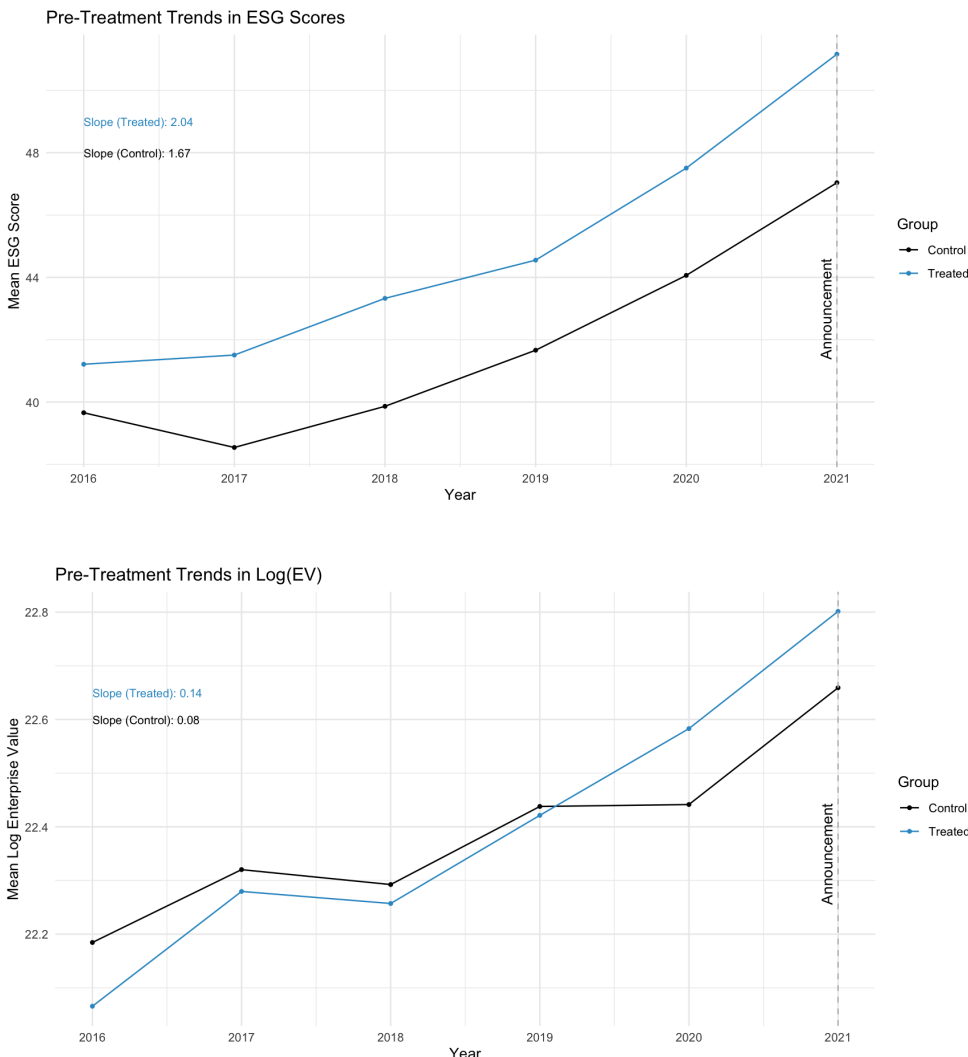 Pre-Treatment Trends in ESG Scores
Slope (Treated): 2.04
Slope (Control): 1.67
48
44
40
Mean ESG Score
Announcement
2016 2017 2018 2019 2020 2021
Year
Group
Control
Treated
Pre-Treatment Trends in Log(EV)
22.8
Slope (Treated): 0.14
Slope (Control): 0.08
22.6
22.4
22.2
Mean Log Enterprise Value
Announcement
2016 2017 2018 2019 2020 2021
Year
Group
Control
Treated